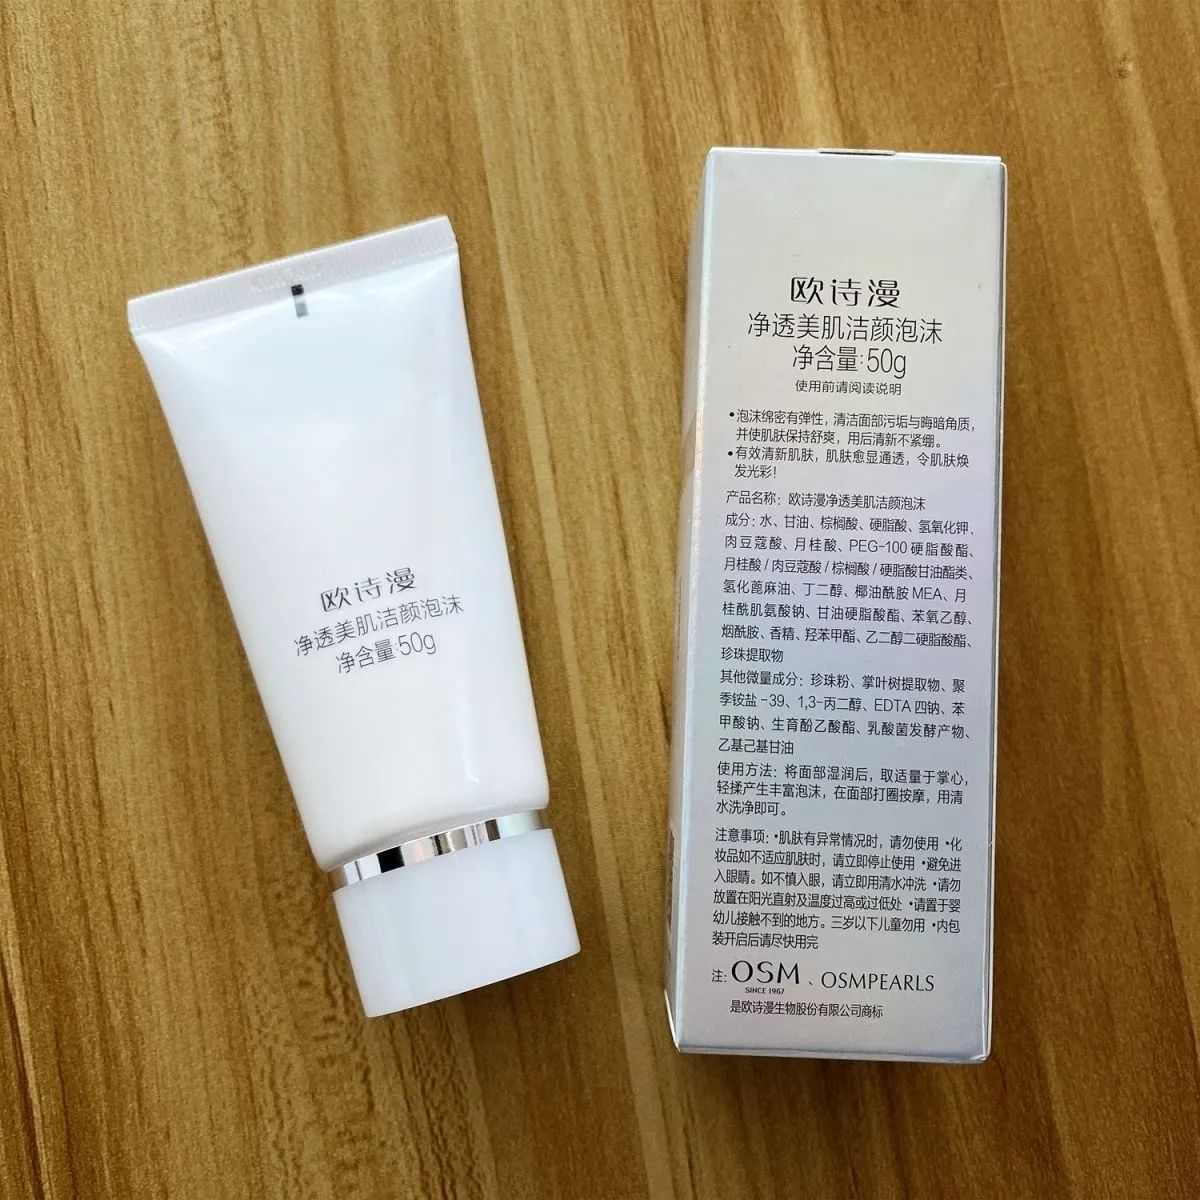 欧诗漫
净透美肌洁颜泡沫
净含量:50g
欧诗漫
净透美肌洁颜泡沫
净含量:50g
使用前请阅读说明
•泡沫绵密有弹性，清洁面部污垢与晦暗角质，
并使肌肤保持舒爽，用后清新不紧绷。
•有效清新肌肤，肌肤愈显通透，令肌肤焕
发光彩！
产品名称：欧诗漫净透美肌洁颜泡沫
成分：水、甘油、棕榈酸、硬脂酸、氢氧化钾、
肉豆蔻酸、月桂酸、PEG-100 硬脂酸酯、
月桂酸 / 肉豆蔻酸 / 棕榈酸 / 硬脂酸甘油酯类、
氢化蓖麻油、丁二醇、椰油酰胺 MEA、月
桂酰肌氨酸钠、甘油硬脂酸酯、苯氧乙醇、
烟酰胺、香精、羟苯甲酯、乙二醇二硬脂酸酯、
珍珠提取物
其他微量成分：珍珠粉、掌叶树提取物、聚
季铵盐 -39、1,3-丙二醇、EDTA 四钠、苯
甲酸钠、生育酚乙酸酯、乳酸菌发酵产物、
乙基己基甘油
使用方法：将面部湿润后，取适量于掌心，
轻揉产生丰富泡沫，在面部打圈按摩，用清
水洗净即可。
注意事项：•肌肤有异常情况时，请勿使用 •化
妆品如不适应肌肤时，请立即停止使用 •避免进
入眼睛。如不慎入眼，请立即用清水冲洗 •请勿
放置在阳光直射及温度过高或过低处 •请置于婴
幼儿接触不到的地方。三岁以下儿童勿用 •内包
装开启后请尽快用完
注：OSM、OSMPEARLS
SINCE 1967
是欧诗漫生物股份有限公司商标